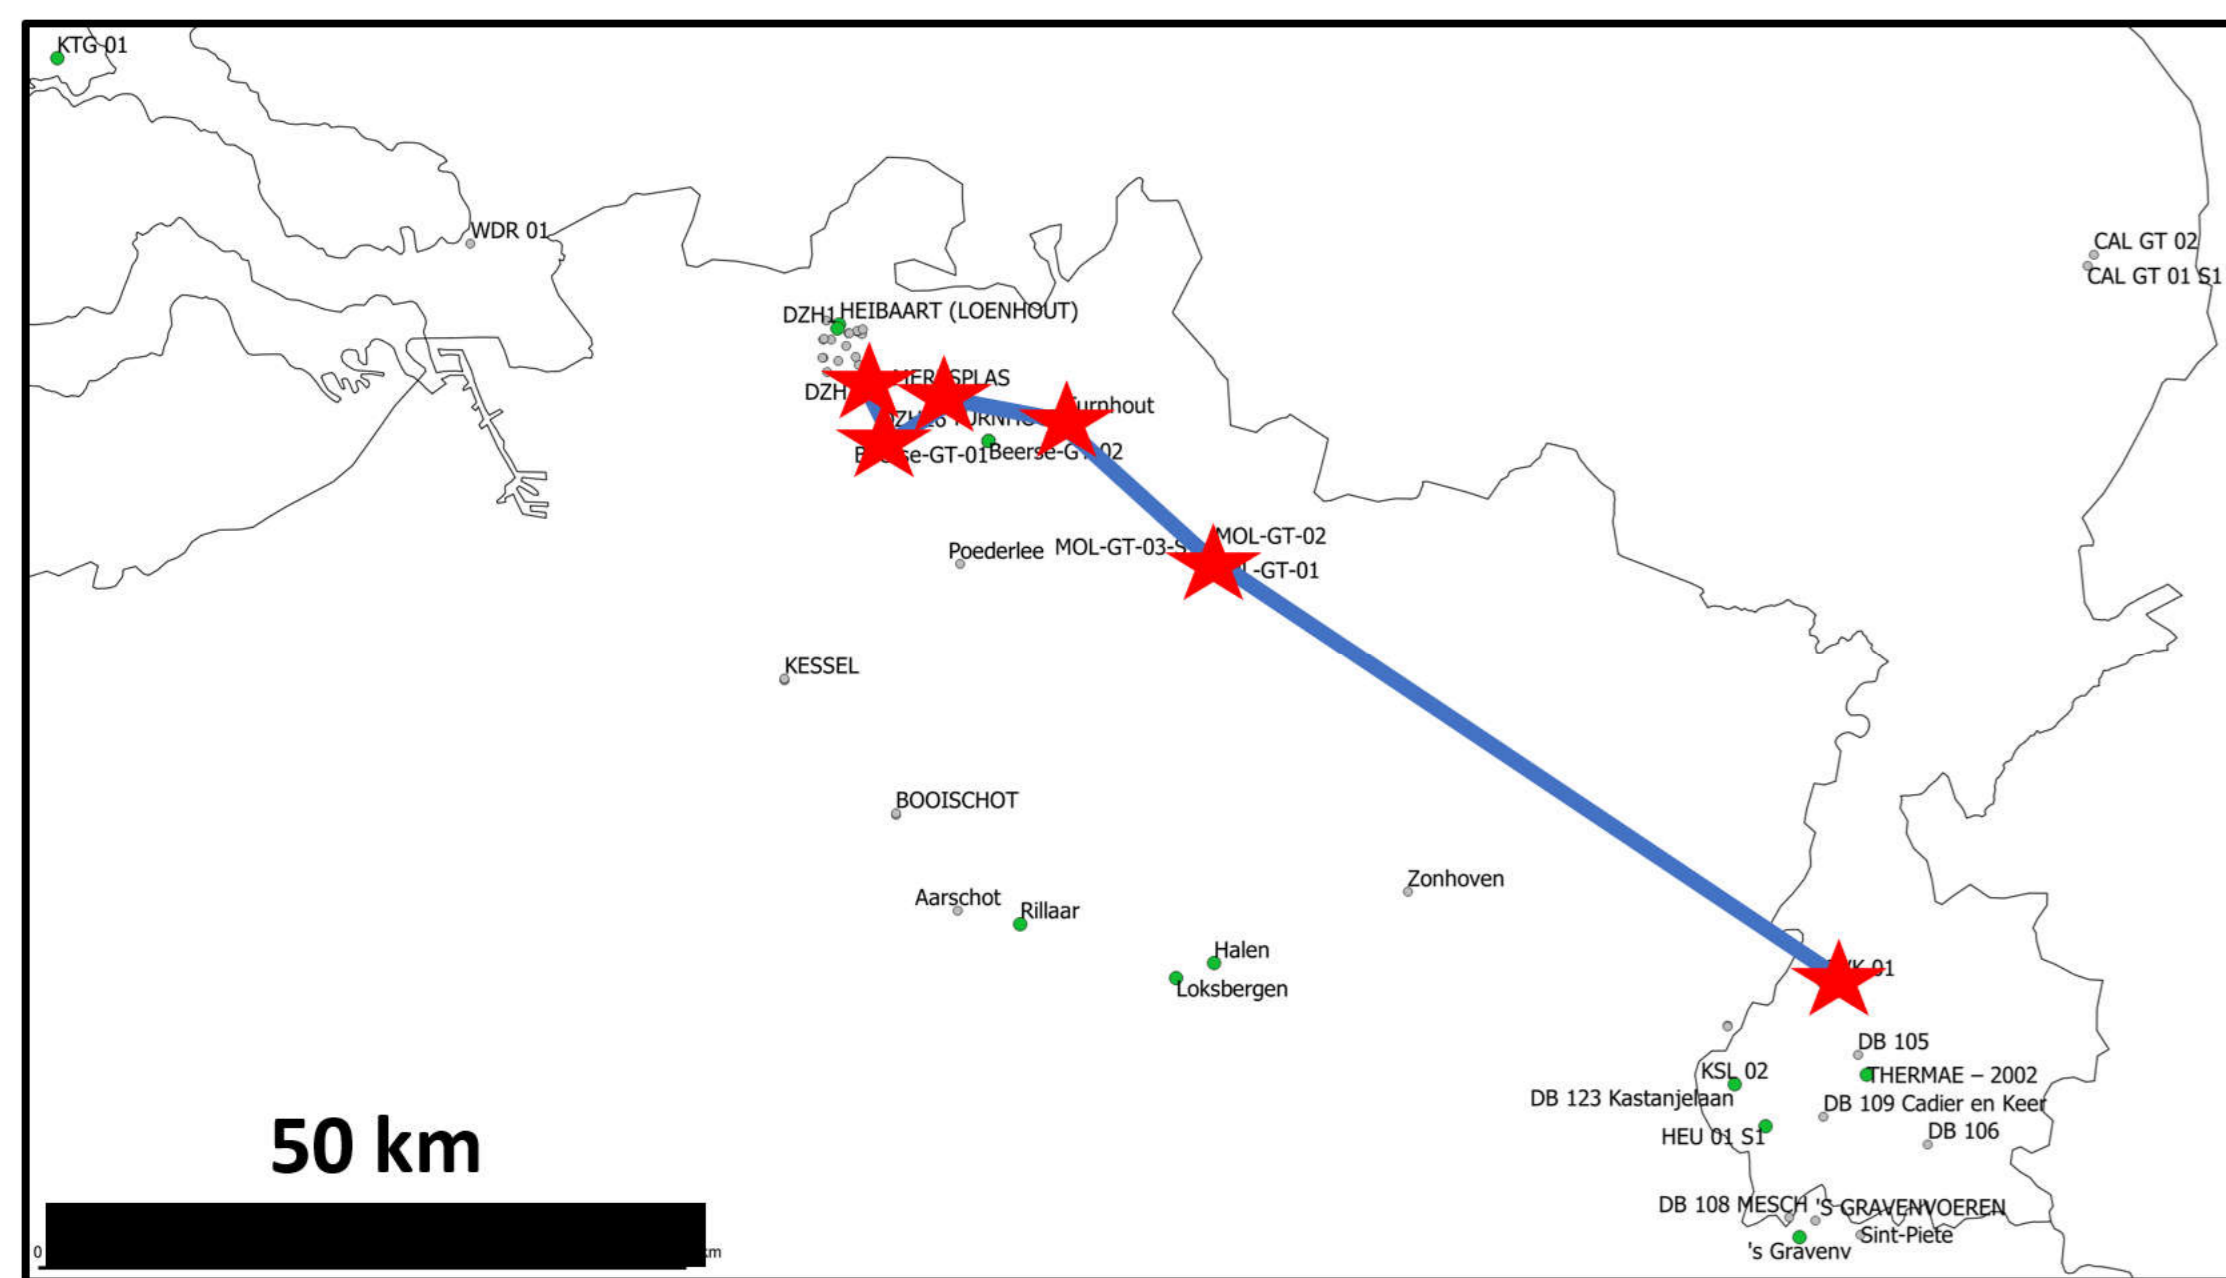 KTG 01
WDR 01
CAL GT 02
CAL GT 01 S1
DZH1
HEIBAART (LOENHOUT)
DZH
Turnhout
Beerse-GT-02
Poederlee
MOL-GT-03-S
MOL-GT-02
-GT-01
KESSEL
BOOISCHOT
Zonhoven
Aarschot
Rillaar
Halen
Loksbergen
01
DB 105
KSL 02
THERMAE – 2002
DB 123 Kastanjelaan
DB 109 Cadier en Keer
HEU 01 S1
DB 106
50 km
DB 108 MESCH
'S GRAVENVOEREN
Sint-Piete
's Gravenv
0